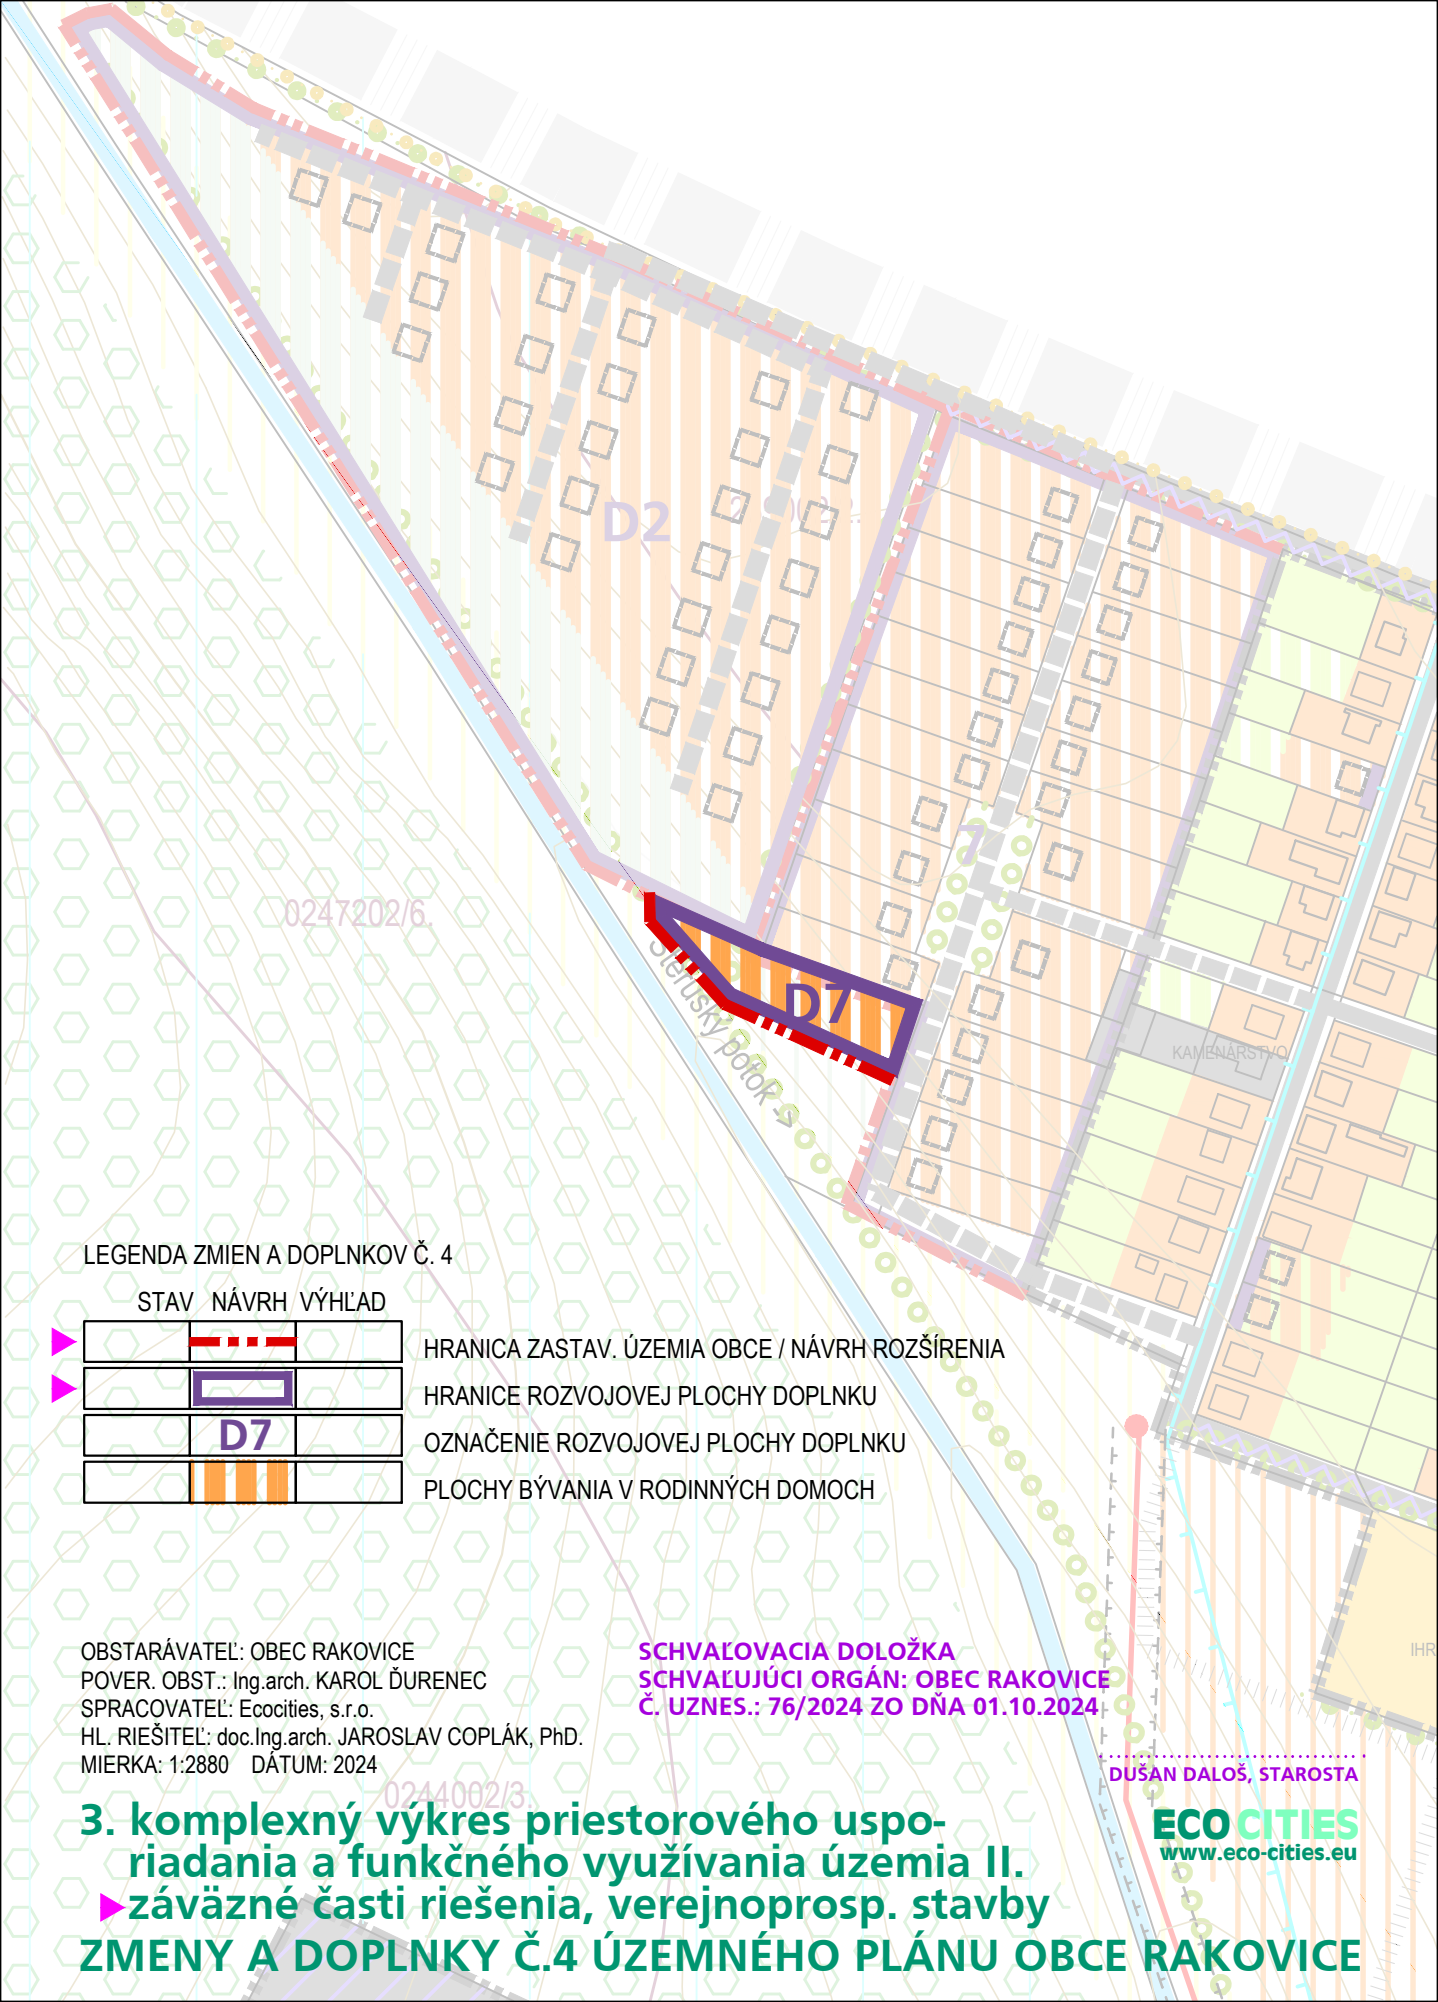 D2
7
0247202/6.
Šteruský potok ->
D7
KAMENÁRSTVO
LEGENDA ZMIEN A DOPLNKOV Č. 4
STAV NÁVRH VÝHĽAD
HRANICA ZASTAV. ÚZEMIA OBCE / NÁVRH ROZŠÍRENIA
HRANICE ROZVOJOVEJ PLOCHY DOPLNKU
D7 OZNAČENIE ROZVOJOVEJ PLOCHY DOPLNKU
PLOCHY BÝVANIA V RODINNÝCH DOMOCH
IHR
OBSTARÁVATEĽ: OBEC RAKOVICE
POVER. OBST.: Ing.arch. KAROL ĎURENEC
SPRACOVATEĽ: Ecocities, s.r.o.
HL. RIEŠITEĽ: doc.Ing.arch. JAROSLAV COPLÁK, PhD.
MIERKA: 1:2880 DÁTUM: 2024
SCHVAĽOVACIA DOLOŽKA
SCHVAĽUJÚCI ORGÁN: OBEC RAKOVICE
Č. UZNES.: 76/2024 ZO DŇA 01.10.2024
DUŠAN DALOŠ, STAROSTA
0244002/3.
ECO CITIES
www.eco-cities.eu
3. komplexný výkres priestorového uspo-
riadania a funkčného využívania územia II.
záväzné časti riešenia, verejnoprosp. stavby
ZMENY A DOPLNKY Č.4 ÚZEMNÉHO PLÁNU OBCE RAKOVICE